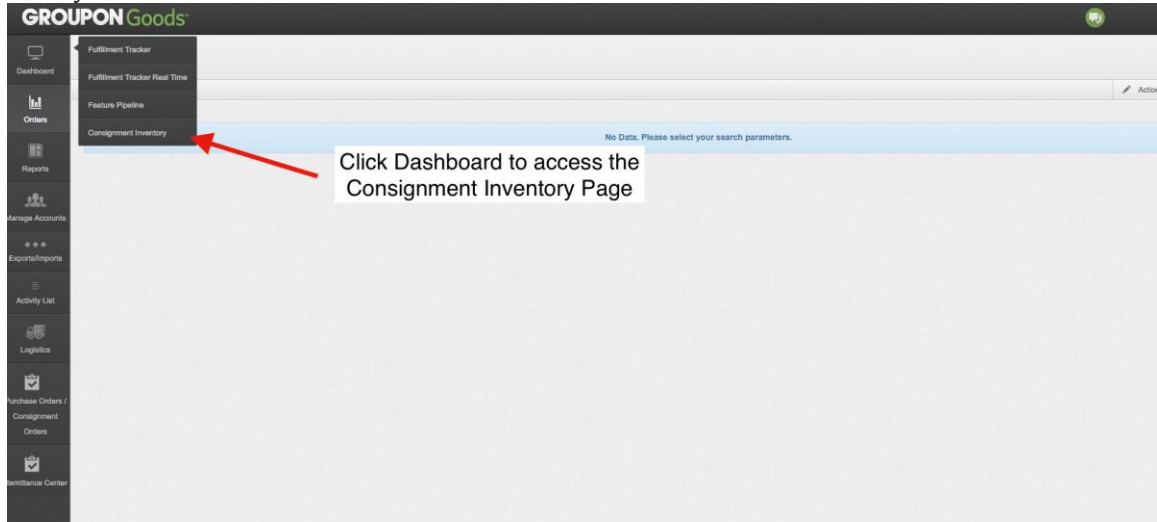 GROUPON Goods
Dashboard
Fulfillment Tracker
Fulfillment Tracker Real Time
Feature Pipeline
Consignment Inventory
Orders
Reports
Manage Accounts
Exports/Imports
Activity List
Logistics
Purchase Orders /
Consignment
Orders
Remittance Center
Action
No Data. Please select your search parameters.
Click Dashboard to access the
Consignment Inventory Page